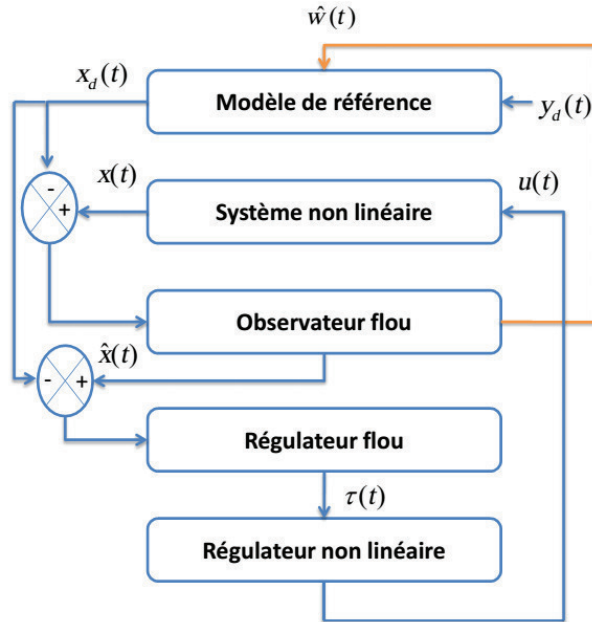 ŵ(t)
x_d(t)
Modèle de référence
y_d(t)
-
+
x(t)
Système non linéaire
u(t)
Observateur flou
x̂(t)
-
+
Régulateur flou
τ(t)
Régulateur non linéaire